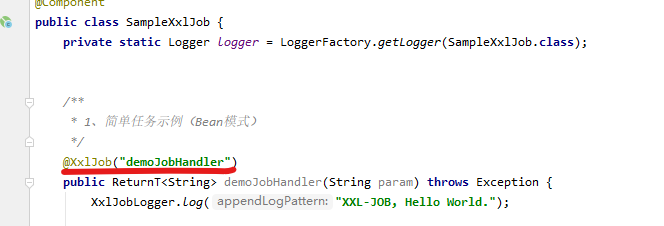 @Component
public class SampleXxlJob {
private static Logger logger = LoggerFactory.getLogger(SampleXxlJob.class);
/**
* 1、简单任务示例（Bean模式）
*/
@XxlJob("demoJobHandler")
public ReturnT<String> demoJobHandler(String param) throws Exception {
XxlJobLogger.log( appendLogPattern: "XXL-JOB, Hello World.");